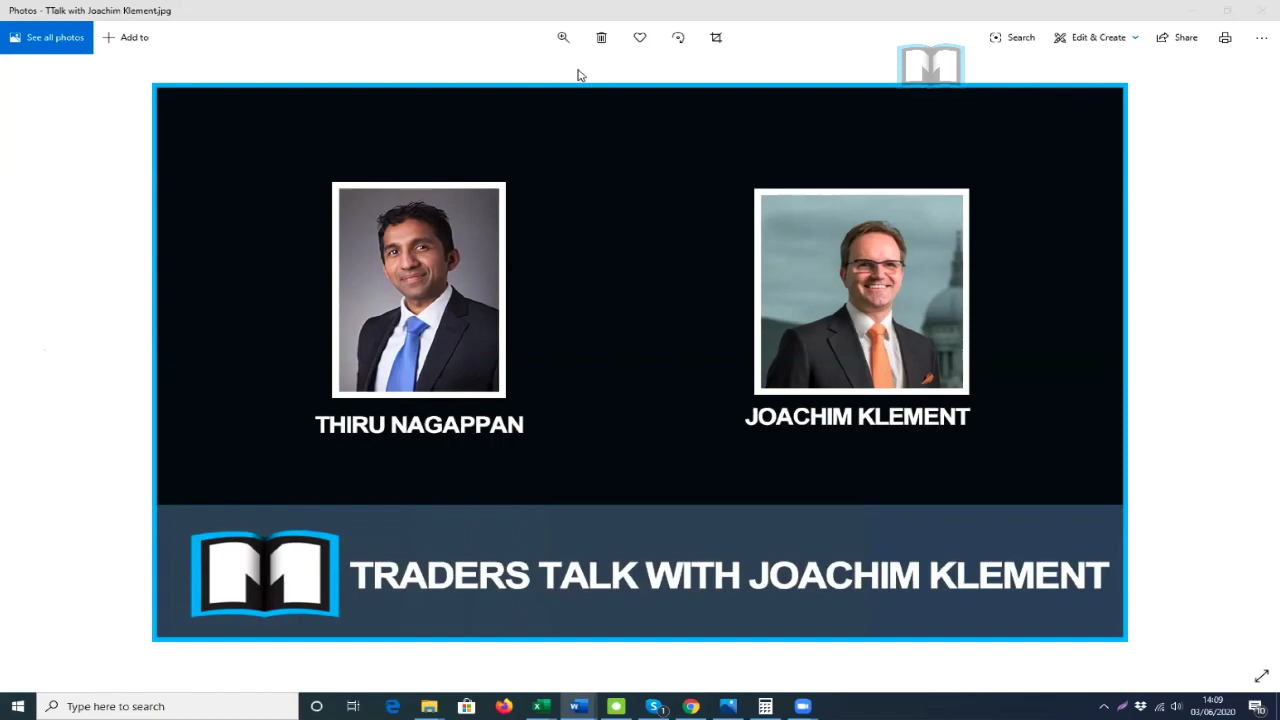 Photos - TTalk with Joachim Klement.jpg
See all photos
Add to
Search
Edit & Create
Share
THIRU NAGAPPAN
JOACHIM KLEMENT
TRADERS TALK WITH JOACHIM KLEMENT
Type here to search
14:09
03/06/2020